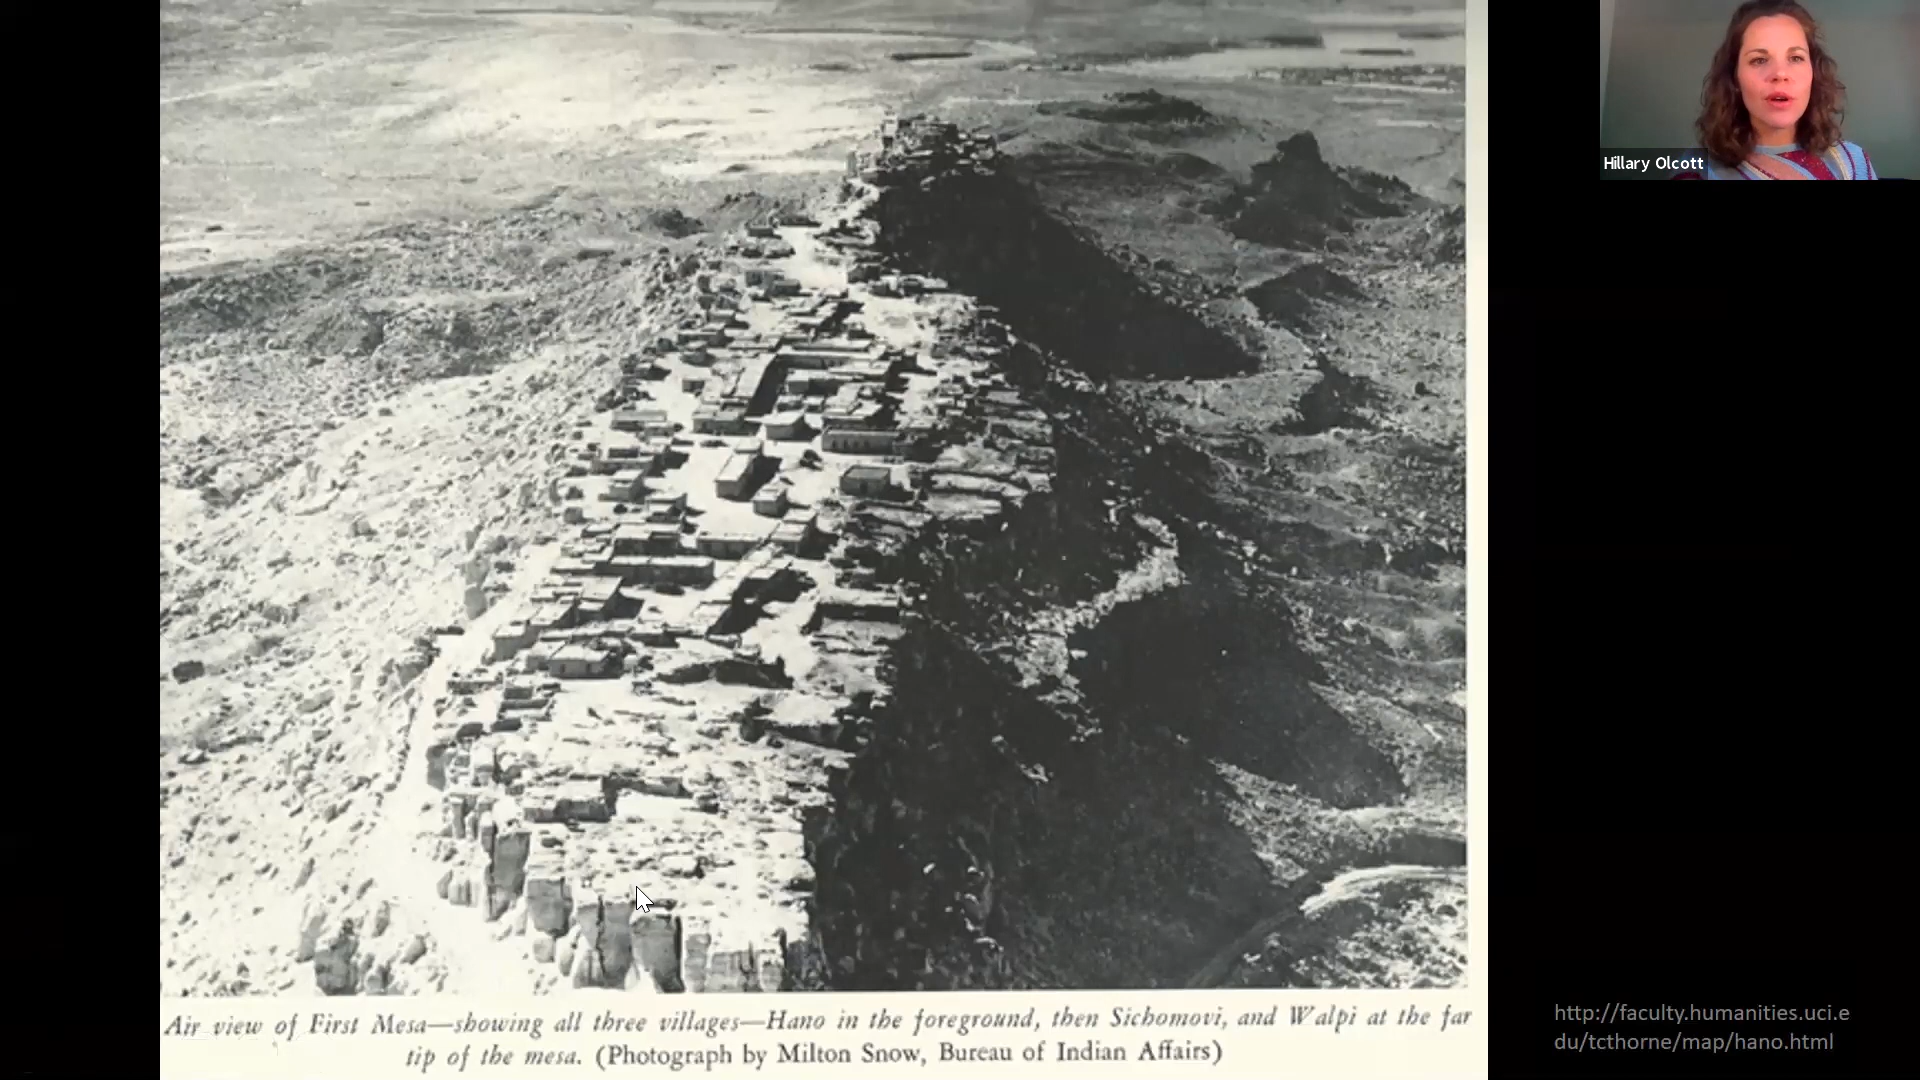 Hillary Olcott
Air view of First Mesa—showing all three villages—Hano in the foreground, then Sichomovi, and Walpi at the far
tip of the mesa. (Photograph by Milton Snow, Bureau of Indian Affairs)
http://faculty.humanities.uci.e
du/tcthorne/map/hano.html